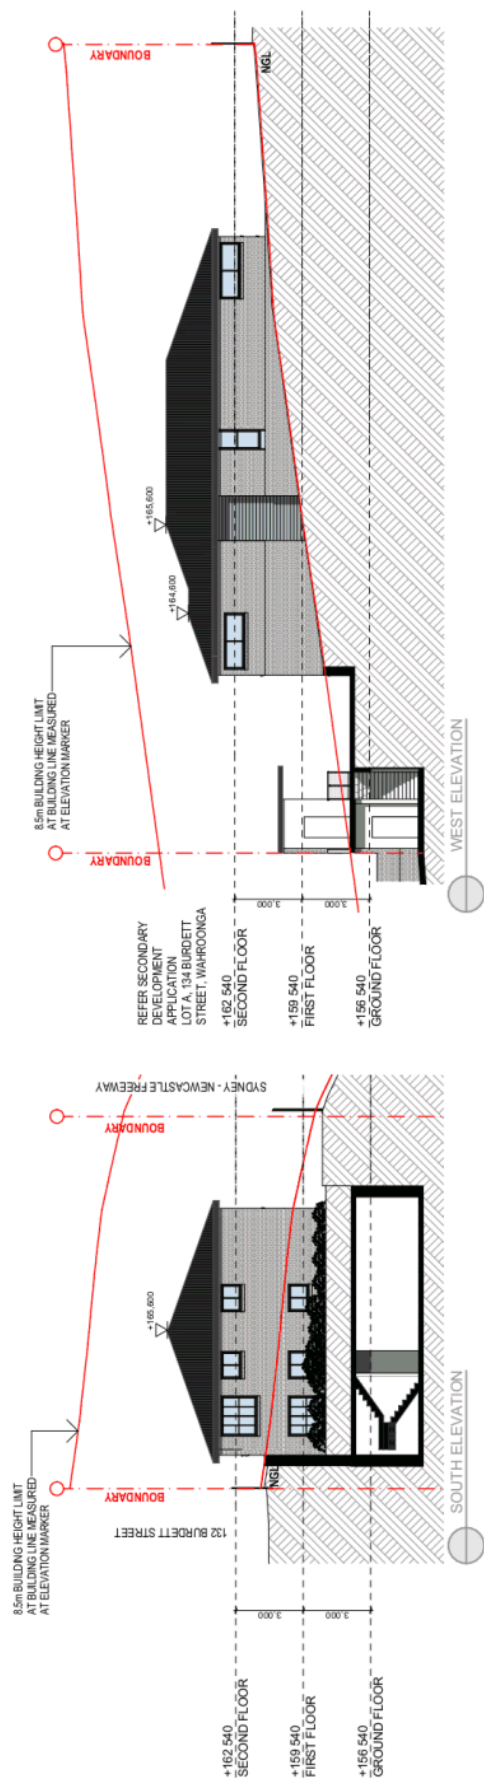 8.5m BUILDING HEIGHT LIMIT
AT BUILDING LINE MEASURED
AT ELEVATION MARKER
BOUNDARY
BOUNDARY
132 BURDETT STREET
SYDNEY - NEWCASTLE FREEWAY
+165,600
NGL
+162 540
SECOND FLOOR
+159 540
FIRST FLOOR
+156 540
GROUND FLOOR
3,000
3,000
SOUTH ELEVATION
8.5m BUILDING HEIGHT LIMIT
AT BUILDING LINE MEASURED
AT ELEVATION MARKER
BOUNDARY
BOUNDARY
REFER SECONDARY
DEVELOPMENT
APPLICATION
LOT A, 134 BURDETT
STREET, WAHROONGA
+164,600
+165,600
NGL
+162 540
SECOND FLOOR
+159 540
FIRST FLOOR
+156 540
GROUND FLOOR
3,000
3,000
WEST ELEVATION